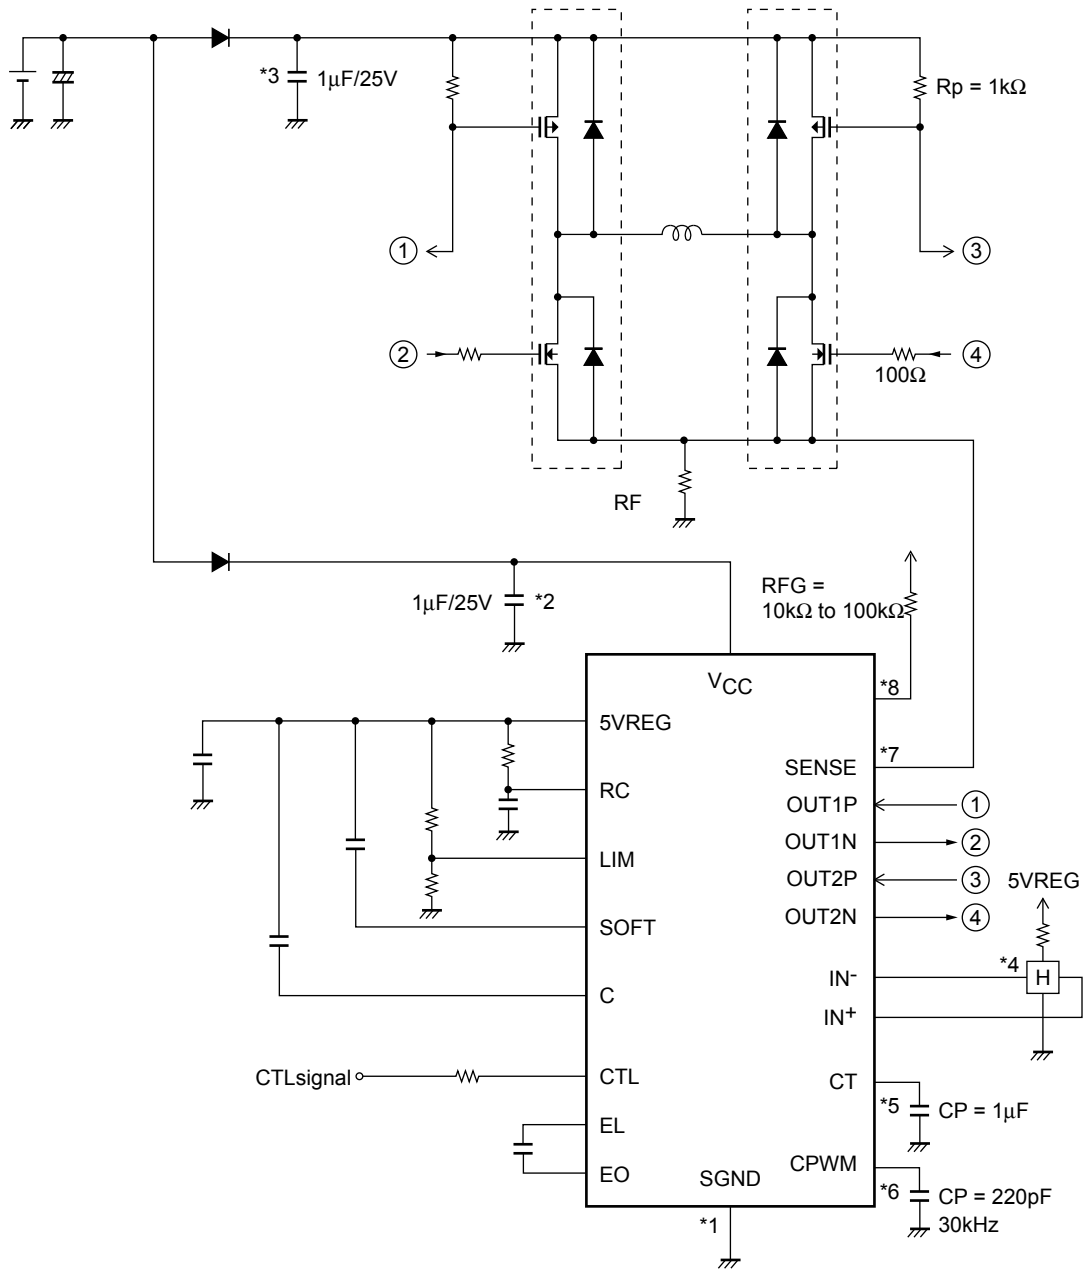 *3
1μF/25V
Rp = 1kΩ
1
3
2
4
100Ω
RF
RFG =
10kΩ to 100kΩ
1μF/25V
*2
VCC
*8
5VREG
*7
SENSE
RC
OUT1P
1
OUT1N
2
LIM
OUT2P
3
5VREG
OUT2N
4
SOFT
*4
H
IN-
C
IN+
CTLsignal
CTL
CT
*5
CP = 1μF
EL
CPWM
EO
SGND
*6
CP = 220pF
30kHz
*1